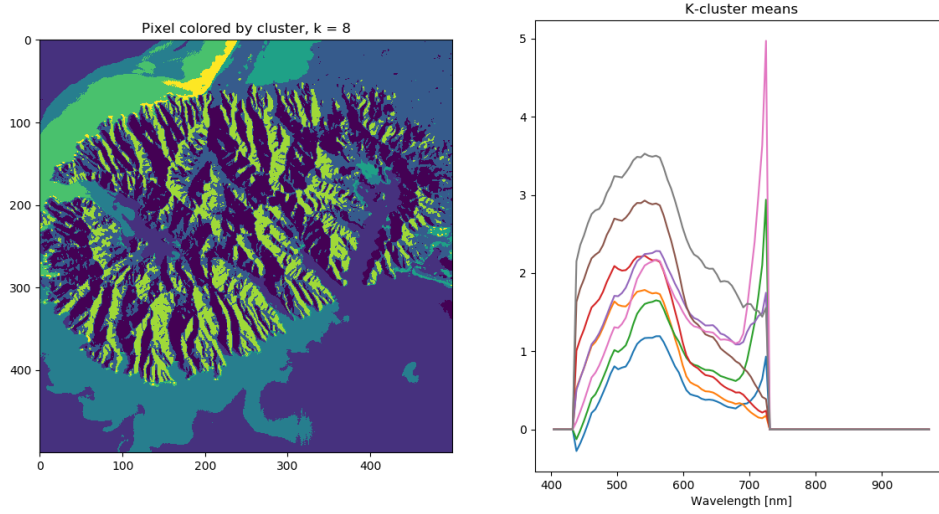 Pixel colored by cluster, k = 8
0
100
200
300
400
0 100 200 300 400
K-cluster means
5
4
3
2
1
0
400 500 600 700 800 900
Wavelength [nm]